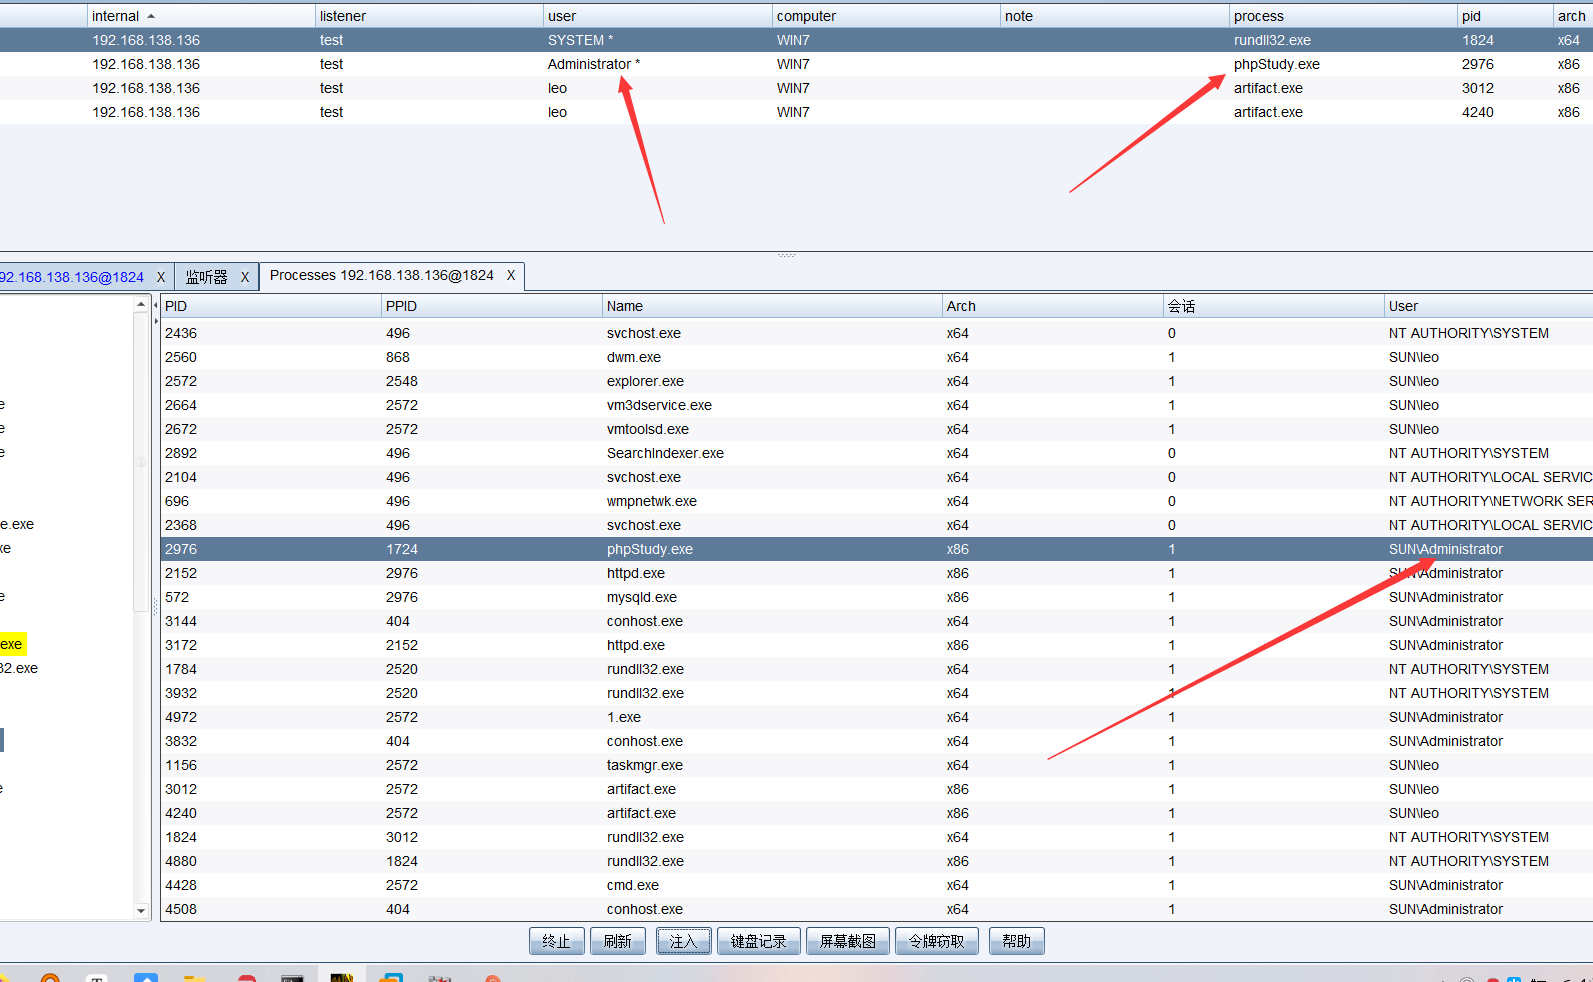 internal listener user computer note process pid arch
192.168.138.136 test SYSTEM * WIN7 rundll32.exe 1824 x64
192.168.138.136 test Administrator * WIN7 phpStudy.exe 2976 x86
192.168.138.136 test leo WIN7 artifact.exe 3012 x86
192.168.138.136 test leo WIN7 artifact.exe 4240 x86
92.168.138.136@1824 X 监听器 X Processes 192.168.138.136@1824 X
PID PPID Name Arch 会话 User
2436 496 svchost.exe x64 0 NT AUTHORITY\SYSTEM
2560 868 dwm.exe x64 1 SUN\leo
2572 2548 explorer.exe x64 1 SUN\leo
e 2664 2572 vm3dservice.exe x64 1 SUN\leo
e 2672 2572 vmtoolsd.exe x64 1 SUN\leo
e 2892 496 SearchIndexer.exe x64 0 NT AUTHORITY\SYSTEM
2104 496 svchost.exe x64 0 NT AUTHORITY\LOCAL SERVIC
696 496 wmpnetwk.exe x64 0 NT AUTHORITY\NETWORK SER
e.exe 2368 496 svchost.exe x64 0 NT AUTHORITY\LOCAL SERVIC
xe 2976 1724 phpStudy.exe x86 1 SUN\Administrator
2152 2976 httpd.exe x86 1 SUN\Administrator
e 572 2976 mysqld.exe x86 1 SUN\Administrator
3144 404 conhost.exe x64 1 SUN\Administrator
exe 3172 2152 httpd.exe x86 1 SUN\Administrator
32.exe 1784 2520 rundll32.exe x64 1 NT AUTHORITY\SYSTEM
3932 2520 rundll32.exe x64 1 NT AUTHORITY\SYSTEM
4972 2572 1.exe x64 1 SUN\Administrator
3832 404 conhost.exe x64 1 SUN\Administrator
1156 2572 taskmgr.exe x64 1 SUN\leo
e 3012 2572 artifact.exe x86 1 SUN\leo
4240 2572 artifact.exe x86 1 SUN\leo
1824 3012 rundll32.exe x64 1 NT AUTHORITY\SYSTEM
4880 1824 rundll32.exe x86 1 NT AUTHORITY\SYSTEM
4428 2572 cmd.exe x64 1 SUN\Administrator
4508 404 conhost.exe x64 1 SUN\Administrator
终止 刷新 注入 键盘记录 屏幕截图 令牌窃取 帮助